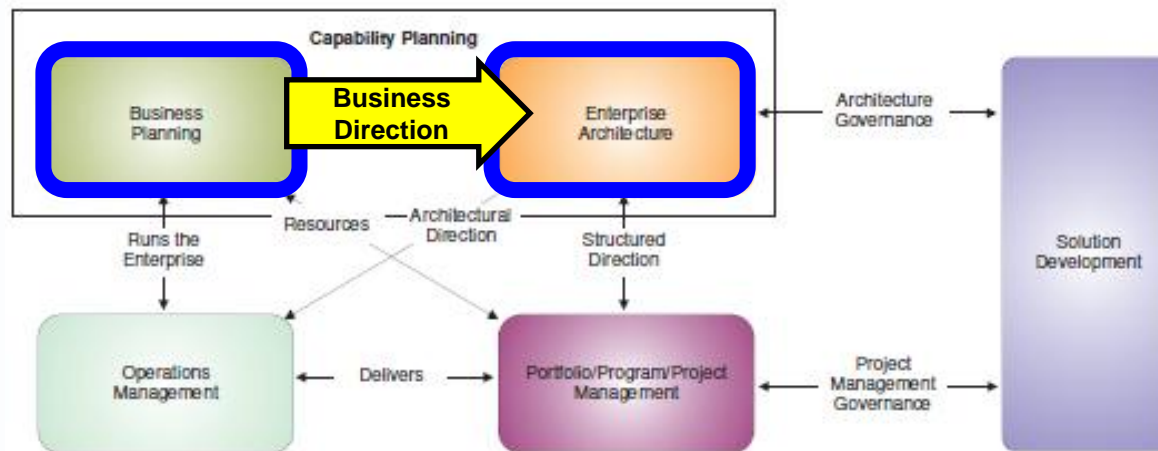 Capability Planning
Business
Planning
Business
Direction
Enterprise
Architecture
Architecture
Governance
Resources
Architectural
Direction
Runs the
Enterprise
Structured
Direction
Solution
Development
Operations
Management
Delivers
Portfolio/Program/Project
Management
Project
Management
Governance